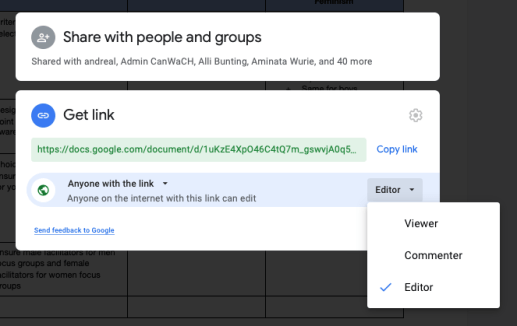 Feminism
Share with people and groups
Shared with andreal, Admin CanWaCH, Alli Bunting, Aminata Wurie, and 40 more
Same for boys
Get link
https://docs.google.com/document/d/1uKzE4XpO46C4tQ7m_gswvjA0q5_...
Copy link
Anyone with the link
Anyone on the internet with this link can edit
Editor
Viewer
Commenter
Editor
Send feedback to Google
nsure male facilitators for men
ocus groups and female
acilitators for women focus
roups